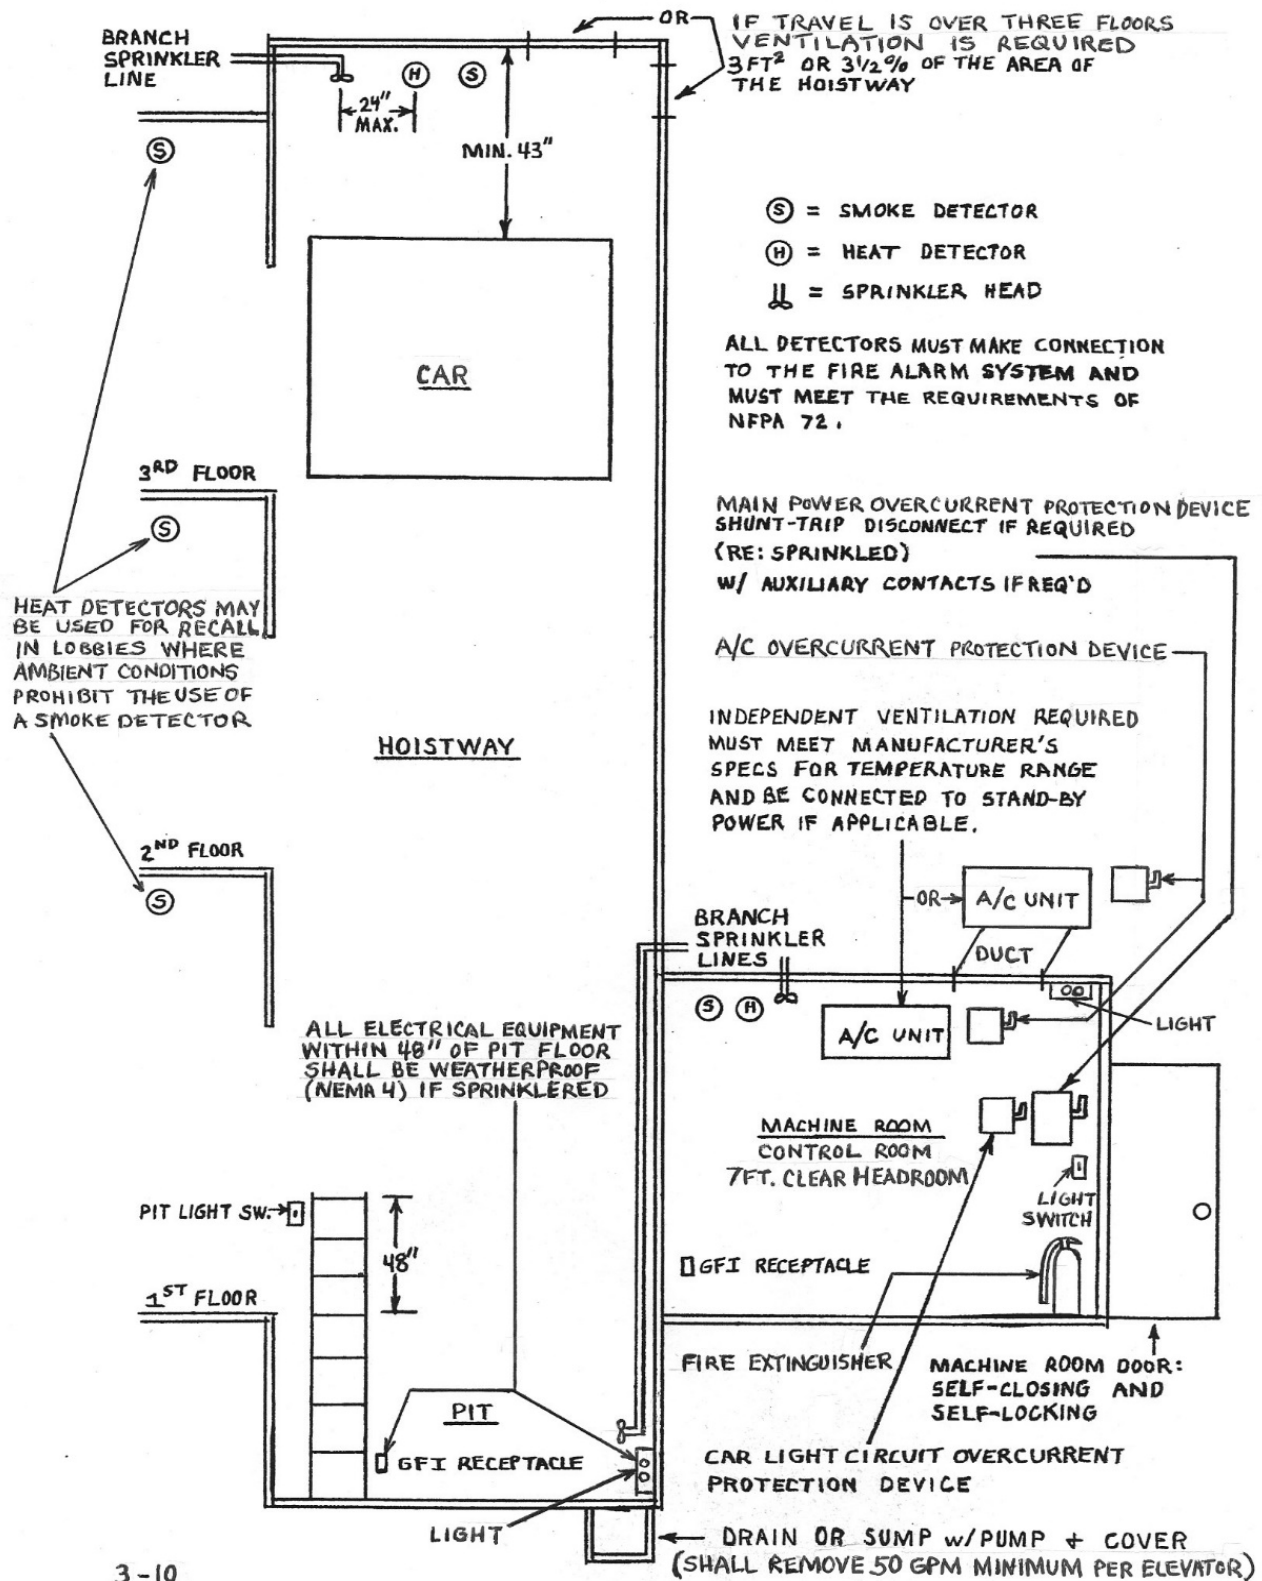 BRANCH
SPRINKLER
LINE
OR
IF TRAVEL IS OVER THREE FLOORS
VENTILATION IS REQUIRED
3FT² OR 3 1/2% OF THE AREA OF
THE HOISTWAY
H
S
24"
MAX.
MIN. 43"
S
S = SMOKE DETECTOR
H = HEAT DETECTOR
= SPRINKLER HEAD
ALL DETECTORS MUST MAKE CONNECTION
TO THE FIRE ALARM SYSTEM AND
MUST MEET THE REQUIREMENTS OF
NFPA 72.
CAR
3RD FLOOR
S
MAIN POWER OVERCURRENT PROTECTION DEVICE
SHUNT-TRIP DISCONNECT IF REQUIRED
(RE: SPRINKLED)
W/ AUXILIARY CONTACTS IF REQ'D
HEAT DETECTORS MAY
BE USED FOR RECALL
IN LOBBIES WHERE
AMBIENT CONDITIONS
PROHIBIT THE USE OF
A SMOKE DETECTOR
A/C OVERCURRENT PROTECTION DEVICE
HOISTWAY
INDEPENDENT VENTILATION REQUIRED
MUST MEET MANUFACTURER'S
SPECS FOR TEMPERATURE RANGE
AND BE CONNECTED TO STAND-BY
POWER IF APPLICABLE.
2ND FLOOR
S
OR
A/C UNIT
DUCT
BRANCH
SPRINKLER
LINES
S
H
A/C UNIT
LIGHT
ALL ELECTRICAL EQUIPMENT
WITHIN 48" OF PIT FLOOR
SHALL BE WEATHERPROOF
(NEMA 4) IF SPRINKLERED
MACHINE ROOM
CONTROL ROOM
7FT. CLEAR HEADROOM
LIGHT
SWITCH
PIT LIGHT SW.
48"
GFI RECEPTACLE
1ST FLOOR
FIRE EXTINGUISHER
MACHINE ROOM DOOR:
SELF-CLOSING AND
SELF-LOCKING
PIT
GFI RECEPTACLE
CAR LIGHT CIRCUIT OVERCURRENT
PROTECTION DEVICE
LIGHT
DRAIN OR SUMP w/PUMP + COVER
(SHALL REMOVE 50 GPM MINIMUM PER ELEVATOR)
3-10